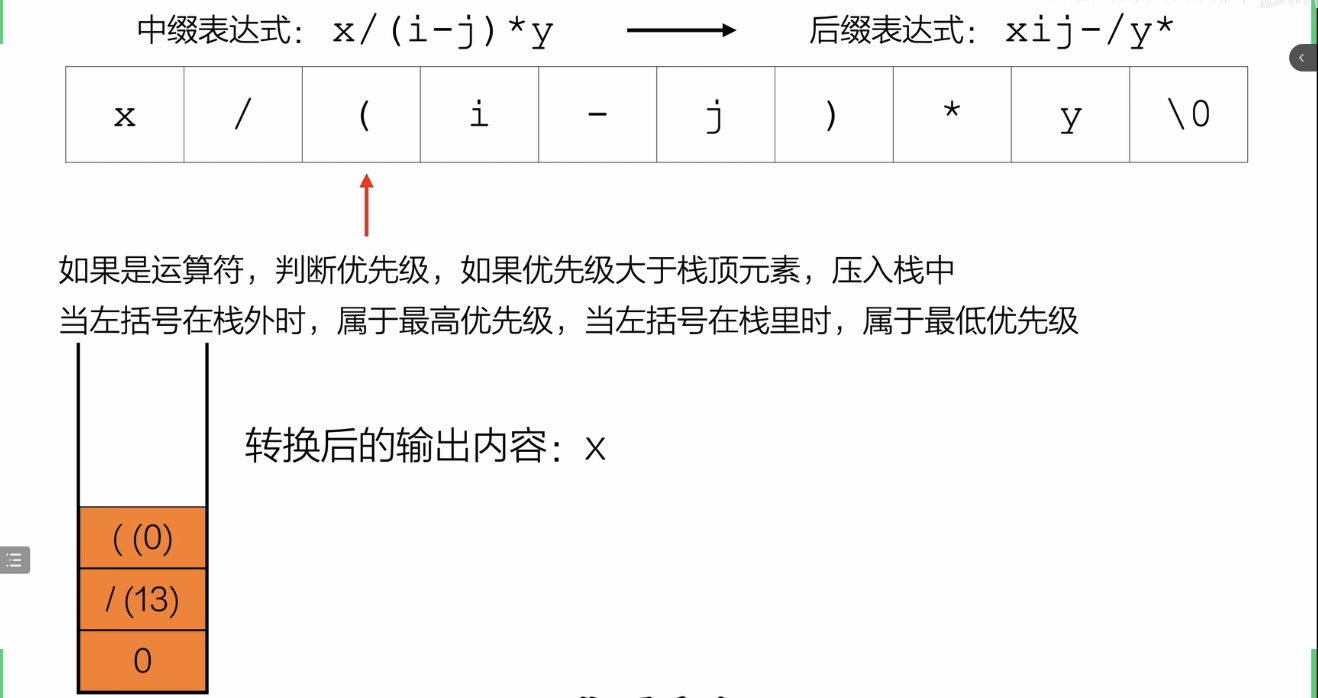 中缀表达式：x/(i-j)*y 后缀表达式：xij-/y*
x / ( i - j ) * y \0
如果是运算符，判断优先级，如果优先级大于栈顶元素，压入栈中
当左括号在栈外时，属于最高优先级，当左括号在栈里时，属于最低优先级
转换后的输出内容：x
( (0)
/ (13)
0